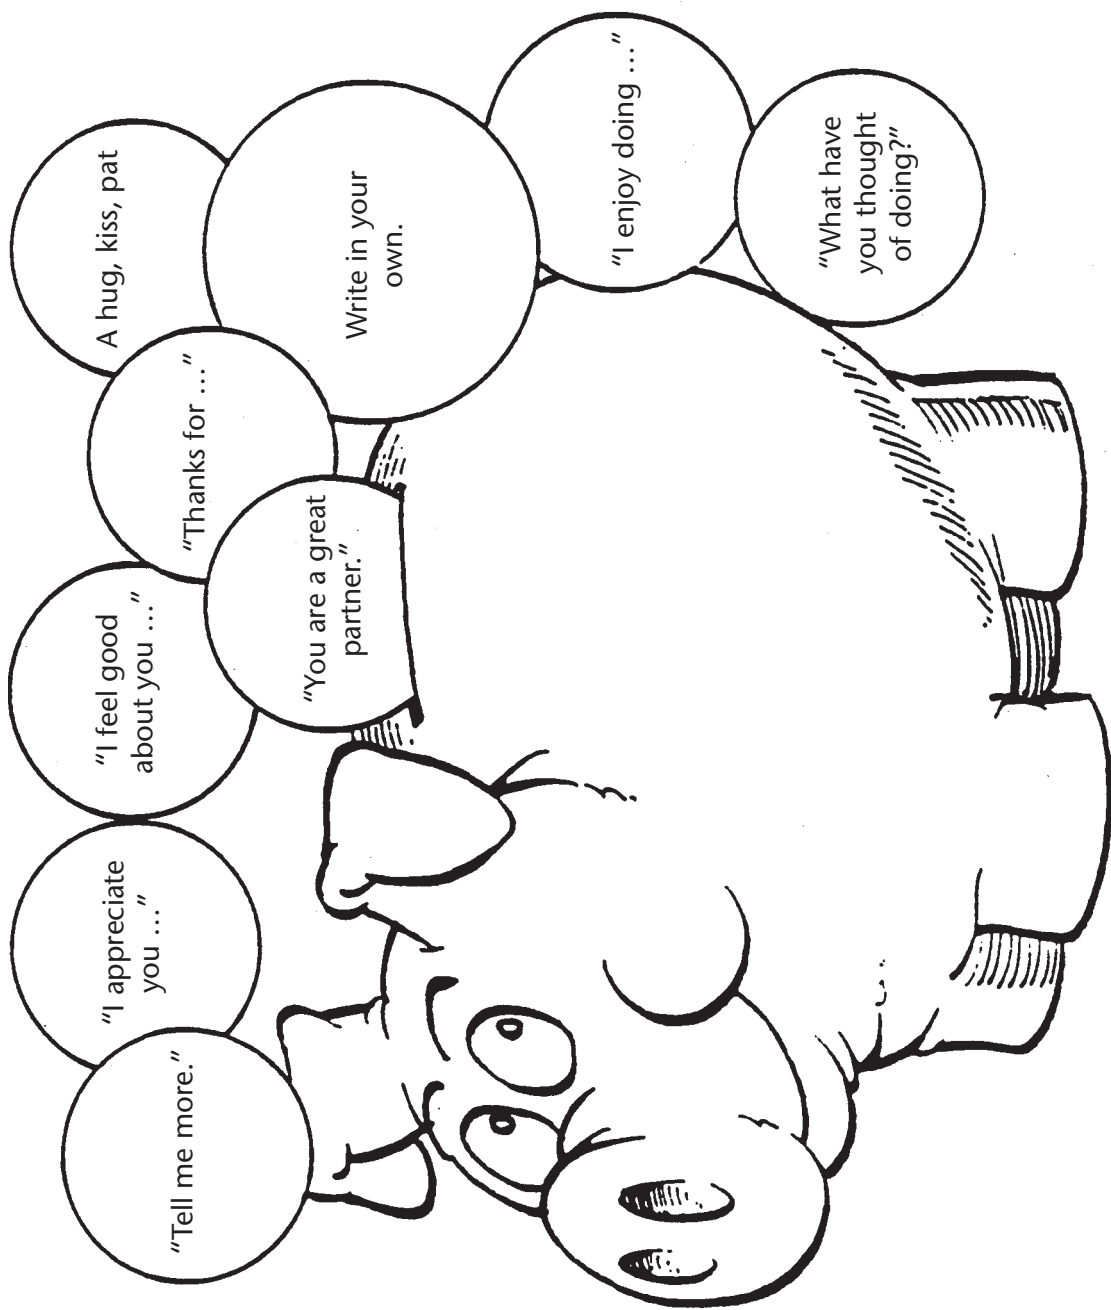 “Tell me more.”
“I appreciate
you …”
“I feel good
about you …”
“You are a great
partner.”
“Thanks for …”
A hug, kiss, pat
Write in your
own.
“I enjoy doing …”
“What have
you thought
of doing?”